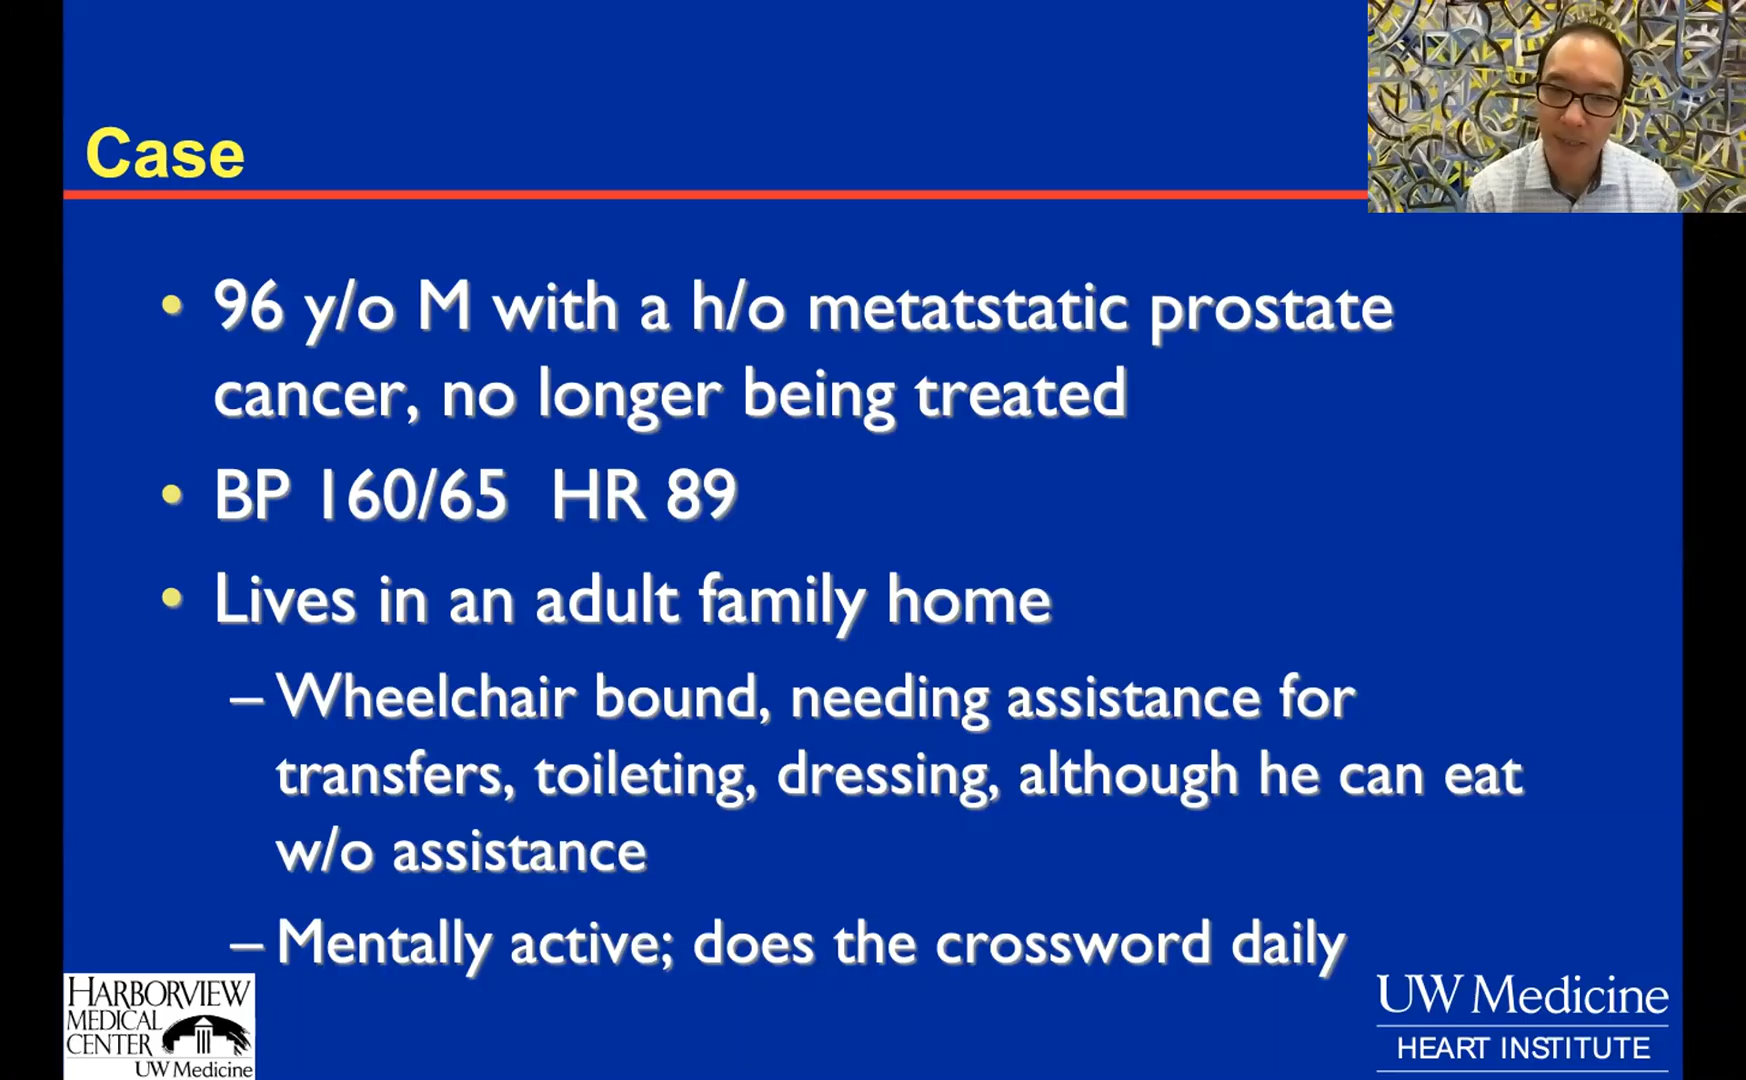 Case
• 96 y/o M with a h/o metatstatic prostate
cancer, no longer being treated
• BP 160/65 HR 89
• Lives in an adult family home
– Wheelchair bound, needing assistance for
transfers, toileting, dressing, although he can eat
w/o assistance
– Mentally active; does the crossword daily
HARBORVIEW
MEDICAL
CENTER
UW Medicine
UW Medicine
HEART INSTITUTE